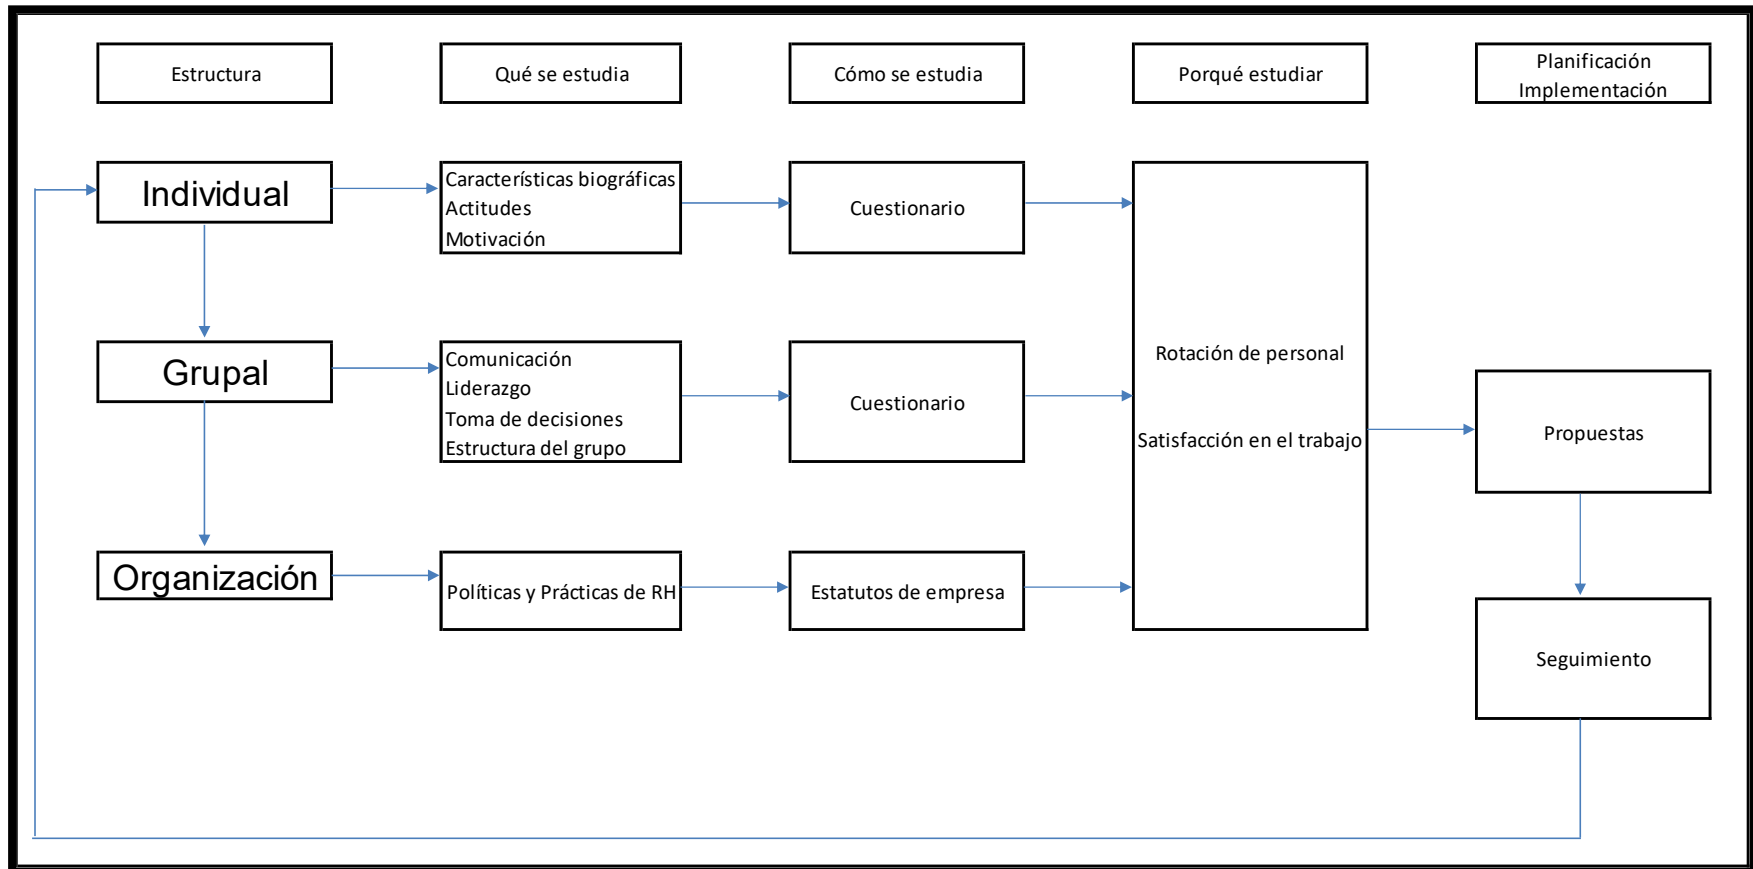 Estructura
Qué se estudia
Cómo se estudia
Porqué estudiar
Planificación
Implementación
Individual
Características biográficas
Actitudes
Motivación
Cuestionario
Grupal
Comunicación
Liderazgo
Toma de decisiones
Estructura del grupo
Cuestionario
Rotación de personal
Satisfacción en el trabajo
Propuestas
Organización
Políticas y Prácticas de RH
Estatutos de empresa
Seguimiento